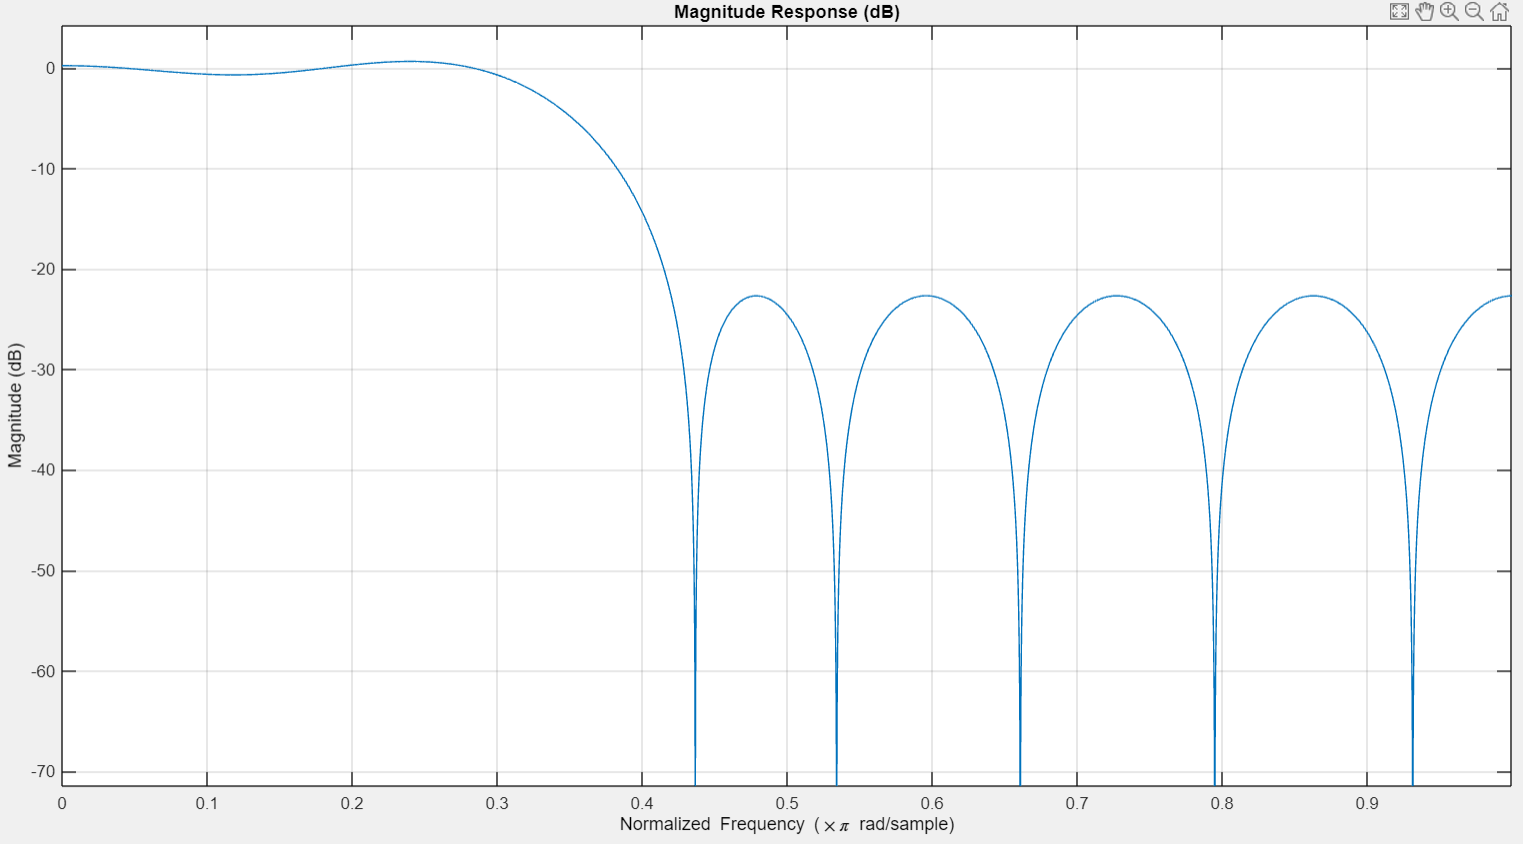 Magnitude Response (dB)
0
-10
-20
-30
-40
-50
-60
-70
Magnitude (dB)
0 0.1 0.2 0.3 0.4 0.5 0.6 0.7 0.8 0.9
Normalized Frequency (×π rad/sample)